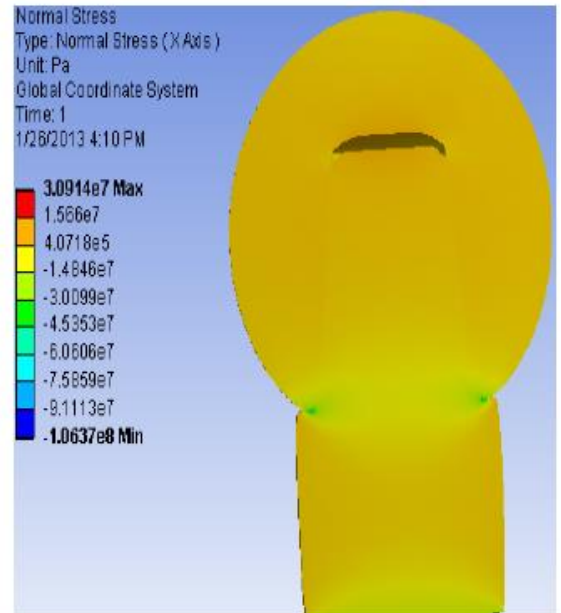 Normal Stress
Type: Normal Stress ( X Axis )
Unit: Pa
Global Coordinate System
Time: 1
1/26/2013 4:10 PM
3.0914e7 Max
1.566e7
4.0718e5
-1.4846e7
-3.0099e7
-4.5353e7
-6.0606e7
-7.5859e7
-9.1113e7
-1.0637e8 Min